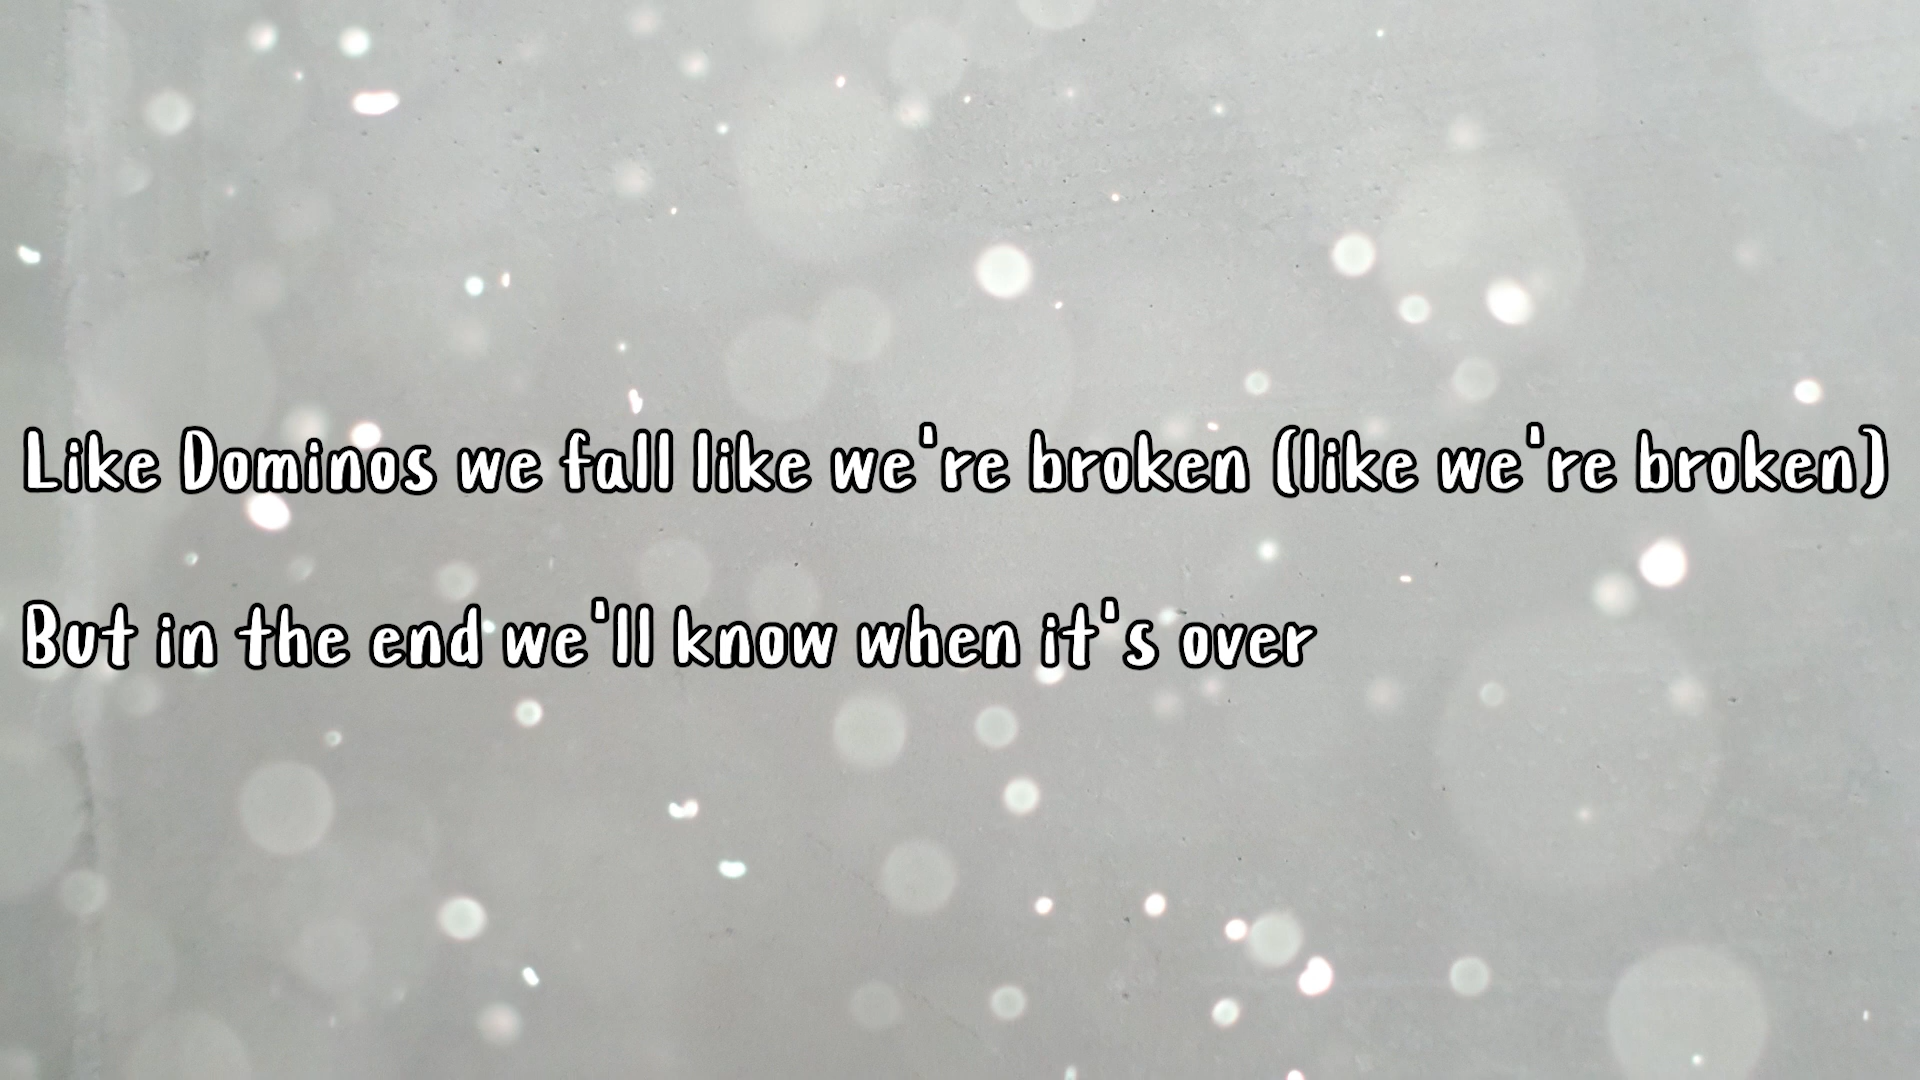 Like Dominos we fall like we're broken (like we're broken)
But in the end we'll know when it's over